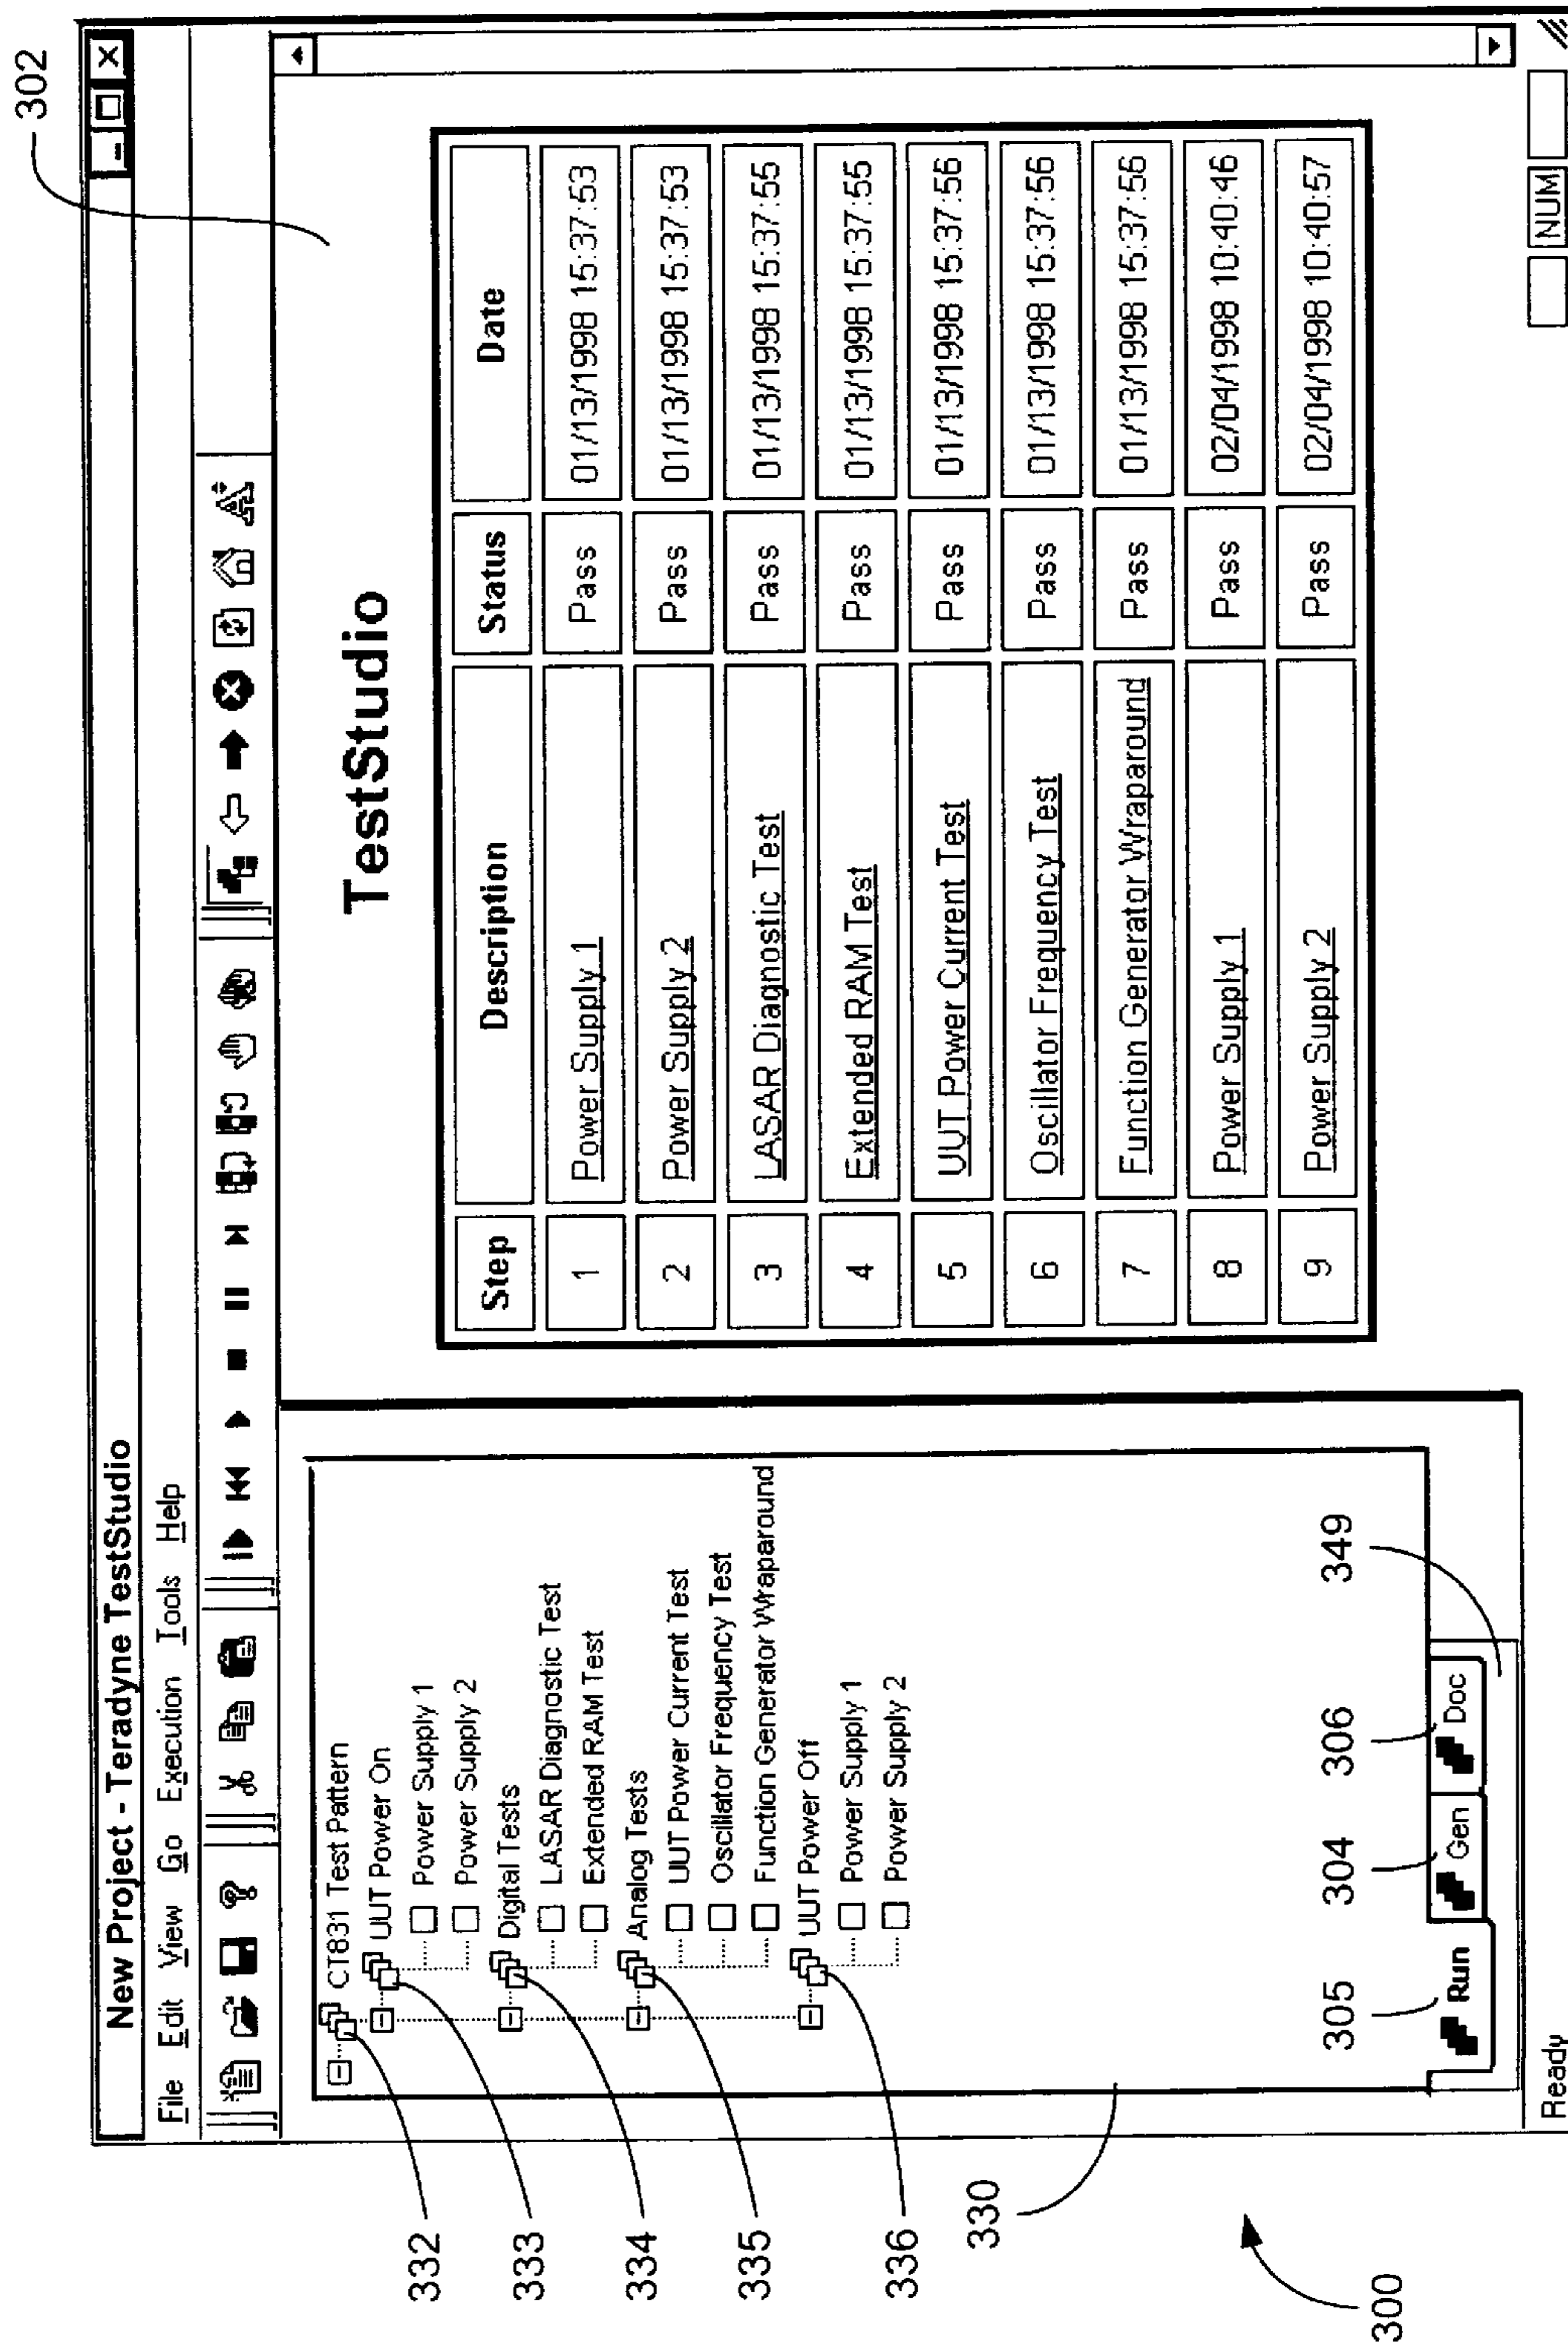 302
New Project - Teradyne TestStudio
File Edit View Go Execution Tools Help
CT831 Test Pattern
UUT Power On
Power Supply 1
Power Supply 2
Digital Tests
LASAR Diagnostic Test
Extended RAM Test
Analog Tests
UUT Power Current Test
Oscillator Frequency Test
Function Generator Wraparound
UUT Power Off
Power Supply 1
Power Supply 2
332
333
334
335
336
330
300
305
304
306
349
Run Gen Doc
TestStudio
Step Description Status Date
1 Power Supply 1 Pass 01/13/1998 15:37:53
2 Power Supply 2 Pass 01/13/1998 15:37:53
3 LASAR Diagnostic Test Pass 01/13/1998 15:37:55
4 Extended RAM Test Pass 01/13/1998 15:37:55
5 UUT Power Current Test Pass 01/13/1998 15:37:56
6 Oscillator Frequency Test Pass 01/13/1998 15:37:56
7 Function Generator Wraparound Pass 01/13/1998 15:37:56
8 Power Supply 1 Pass 02/04/1998 10:40:46
9 Power Supply 2 Pass 02/04/1998 10:40:57
Ready NUM